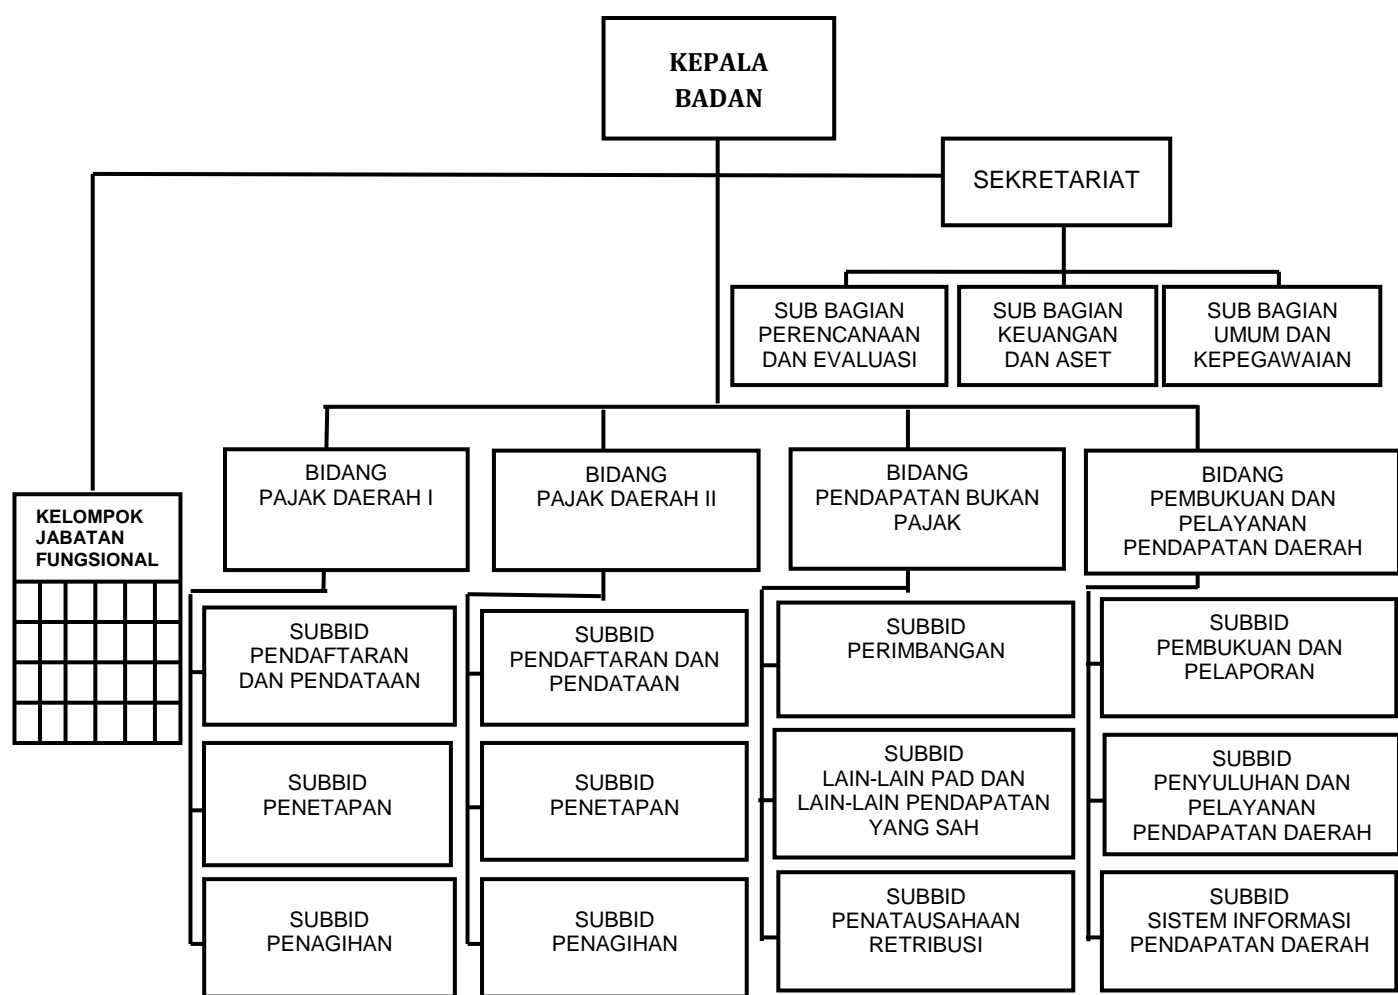 KEPALA
BADAN
SEKRETARIAT
SUB BAGIAN
PERENCANAAN
DAN EVALUASI
SUB BAGIAN
KEUANGAN
DAN ASET
SUB BAGIAN
UMUM DAN
KEPEGAWAIAN
KELOMPOK
JABATAN
FUNGSIONAL
BIDANG
PAJAK DAERAH I
BIDANG
PAJAK DAERAH II
BIDANG
PENDAPATAN BUKAN
PAJAK
BIDANG
PEMBUKUAN DAN
PELAYANAN
PENDAPATAN DAERAH
SUBBID
PENDAFTARAN
DAN PENDATAAN
SUBBID
PENDAFTARAN DAN
PENDATAAN
SUBBID
PERIMBANGAN
SUBBID
PEMBUKUAN DAN
PELAPORAN
SUBBID
PENETAPAN
SUBBID
PENETAPAN
SUBBID
LAIN-LAIN PAD DAN
LAIN-LAIN PENDAPATAN
YANG SAH
SUBBID
PENYULUHAN DAN
PELAYANAN
PENDAPATAN DAERAH
SUBBID
PENAGIHAN
SUBBID
PENAGIHAN
SUBBID
PENATAUSAHAAN
RETRIBUSI
SUBBID
SISTEM INFORMASI
PENDAPATAN DAERAH